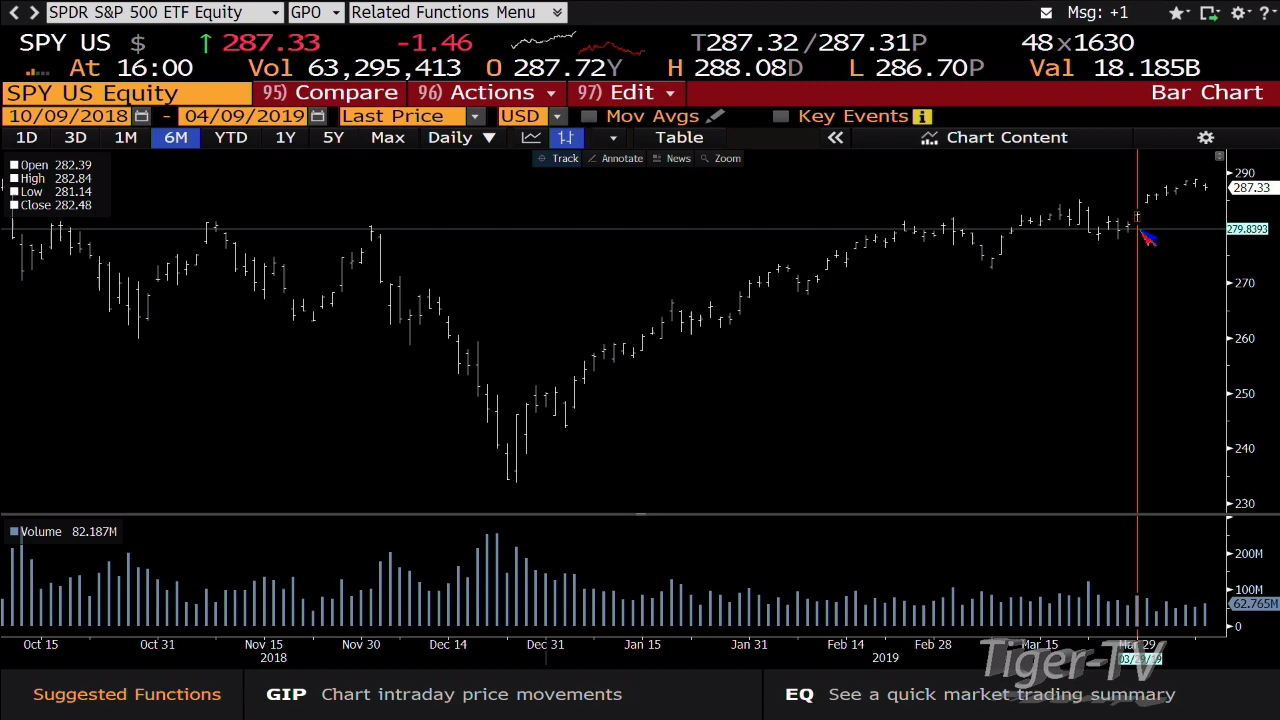 SPDR S&P 500 ETF Equity GPO Related Functions Menu Msg: +1 ?
SPY US $ ↑ 287.33 -1.46 T287.32 /287.31P 48x1630
At 16:00 Vol 63,295,413 O 287.72Y H 288.08D L 286.70P Val 18.185B
SPY US Equity 95) Compare 96) Actions 97) Edit Bar Chart
10/09/2018 - 04/09/2019 Last Price USD Mov Avgs Key Events i
1D 3D 1M 6M YTD 1Y 5Y Max Daily ▼ Table « Chart Content
Track Annotate News Zoom
Open 282.39
High 282.84
Low 281.14
Close 282.48
290
287.33
279.8393
270
260
250
240
230
Volume 82.187M
200M
100M
62.765M
0
Oct 15 Oct 31 Nov 15 Nov 30 Dec 14 Dec 31 Jan 15 Jan 31 Feb 14 Feb 28 Mar 15 Mar 29
2018 2019 03/29/19
Tiger-TV
Suggested Functions GIP Chart intraday price movements EQ See a quick market trading summary